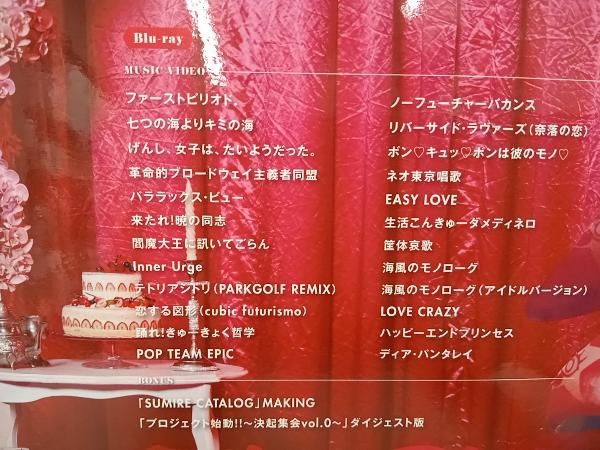 Blu-ray
MUSIC VIDEO
ファーストピリオド
七つの海よりキミの海
げんし、女子は、たいようだった。
革命的ブロードウェイ主義者同盟
パララックス・ビュー
来たれ!暁の同志
閻魔大王に訊いてごらん
Inner Urge
テトリアシトリ(PARKGOLF REMIX)
恋する図形(cubic futurismo)
踊れ!きゅーきょく哲学
POP TEAM EPIC
ノーフューチャーバカンス
リバーサイド・ラヴァーズ(奈落の恋)
ボン♡キュッ♡ボンは彼のモノ♡
ネオ東京唱歌
EASY LOVE
生活こんきゅーダメディネロ
筐体哀歌
海風のモノローグ
海風のモノローグ(アイドルバージョン)
LOVE CRAZY
ハッピーエンドプリンセス
ディア・パンタレイ
BONUS
「SUMIRE-CATALOG」MAKING
「プロジェクト始動!!~決起集会vol.0~」ダイジェスト版